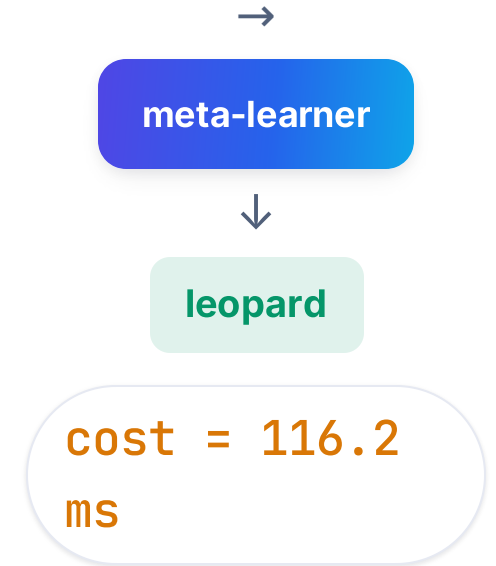 →
meta-learner
↓
leopard
cost = 116.2
ms